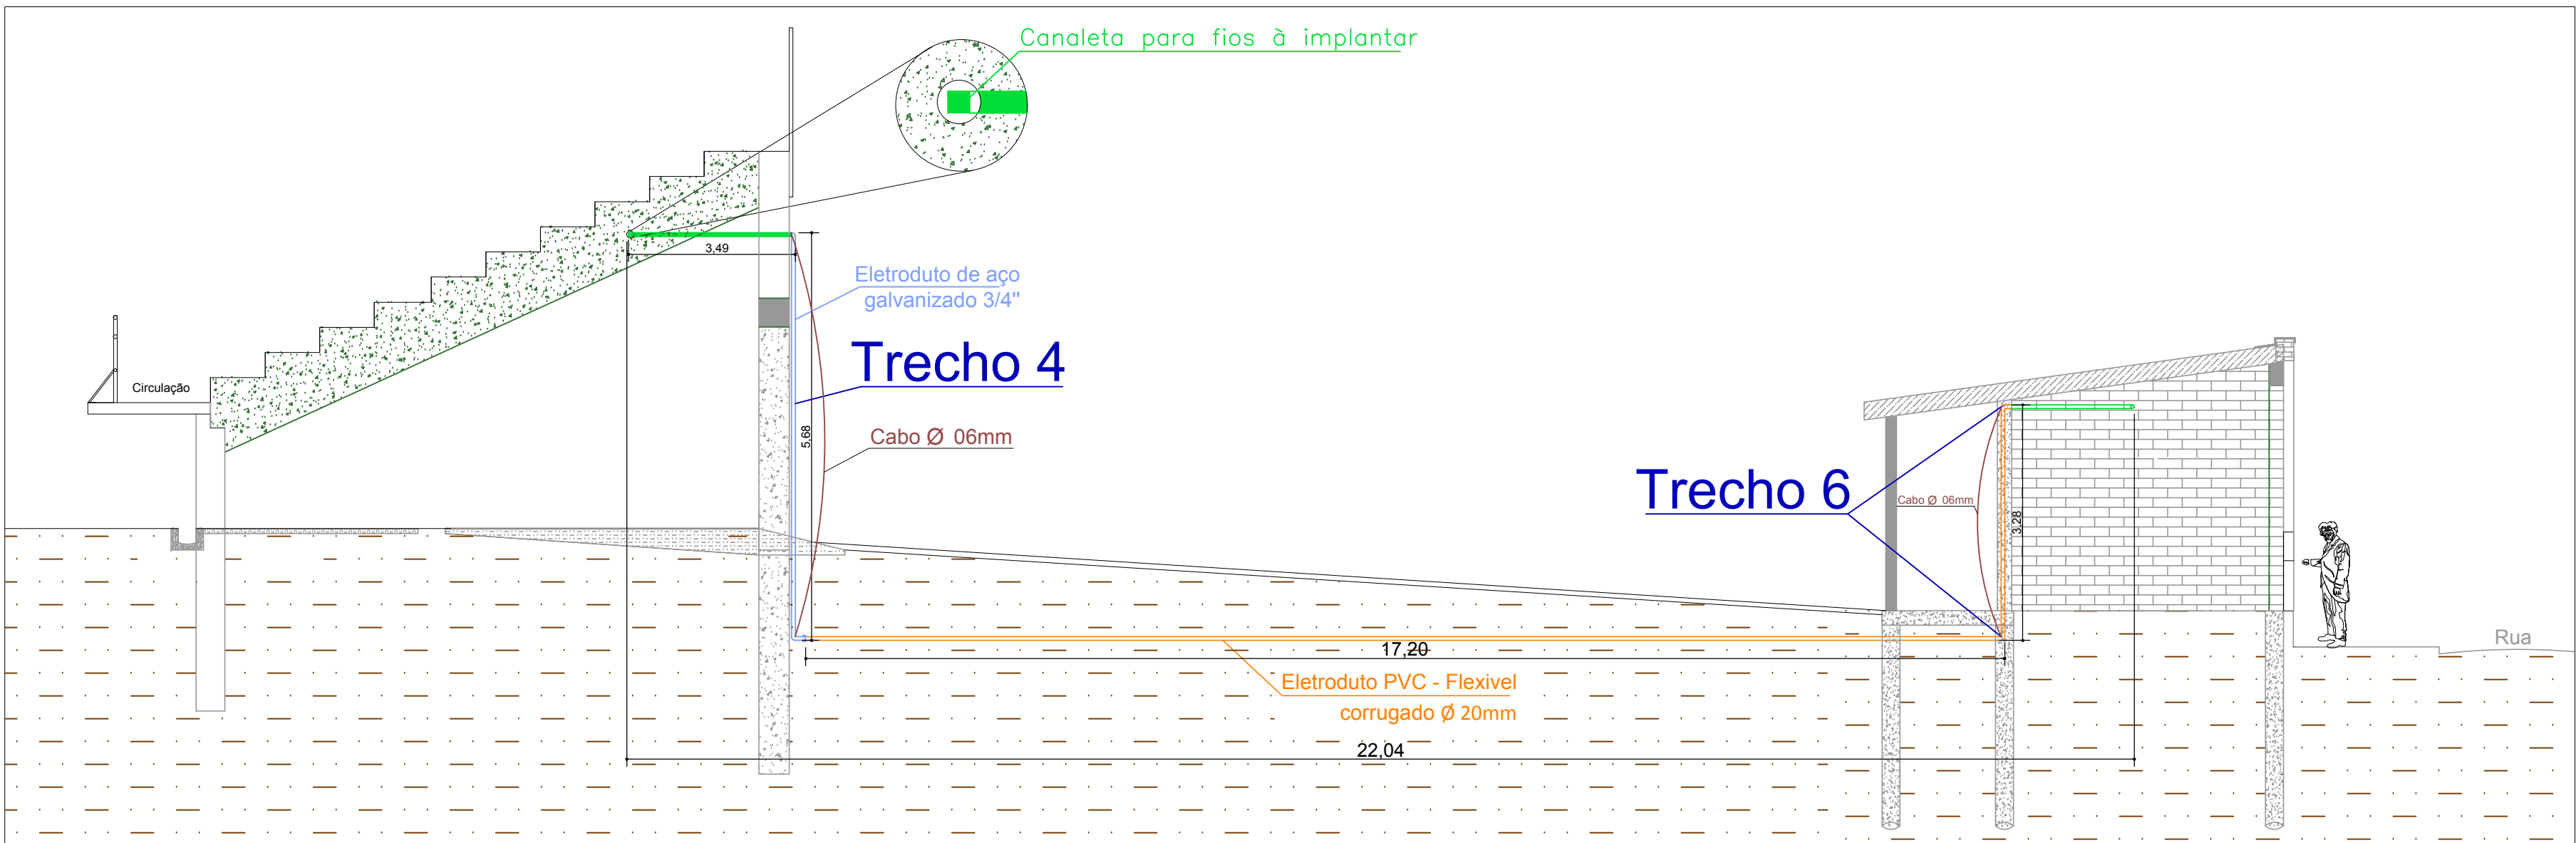 Canaleta para fios à implantar
3,49
Eletroduto de aço
galvanizado 3/4"
Trecho 4
Circulação
5,68
Cabo Ø 06mm
Trecho 6
Cabo Ø 06mm
3,28
Rua
17,20
Eletroduto PVC - Flexivel
corrugado Ø 20mm
22,04